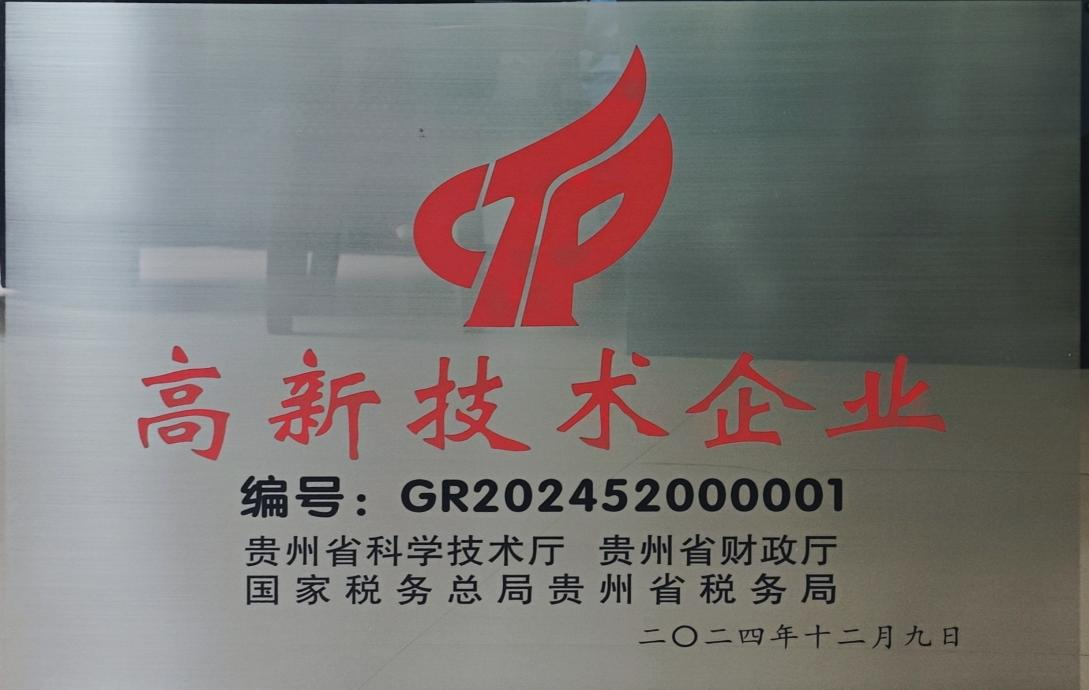 高新技术企业
编号：GR202452000001
贵州省科学技术厅 贵州省财政厅
国家税务总局贵州省税务局
二〇二四年十二月九日